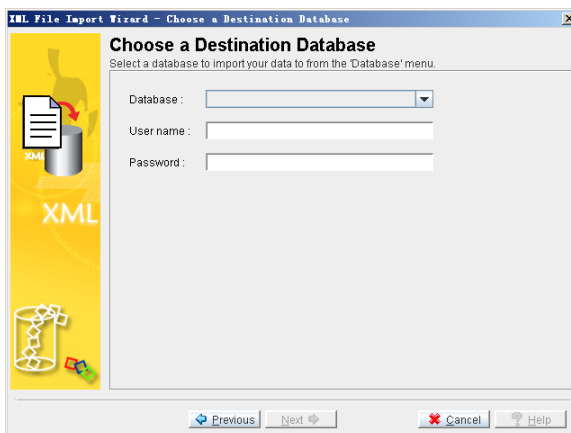 XML File Import Wizard - Choose a Destination Database
Choose a Destination Database
Select a database to import your data to from the 'Database' menu.
Database :
User name :
Password :
XML
XML
Previous Next Cancel Help